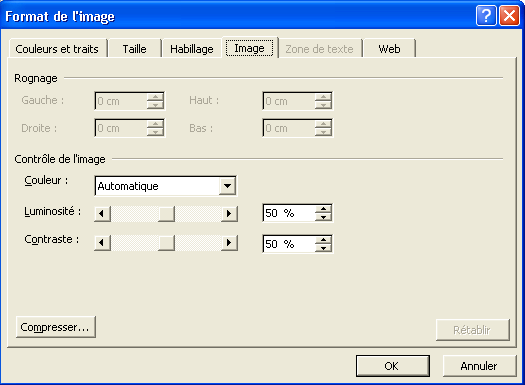 Format de l'image
Couleurs et traits Taille Habillage Image Zone de texte Web
Rognage
Gauche : 0 cm Haut : 0 cm
Droite : 0 cm Bas : 0 cm
Contrôle de l'image
Couleur : Automatique
Luminosité : 50 %
Contraste : 50 %
Compresser... Rétablir
OK Annuler